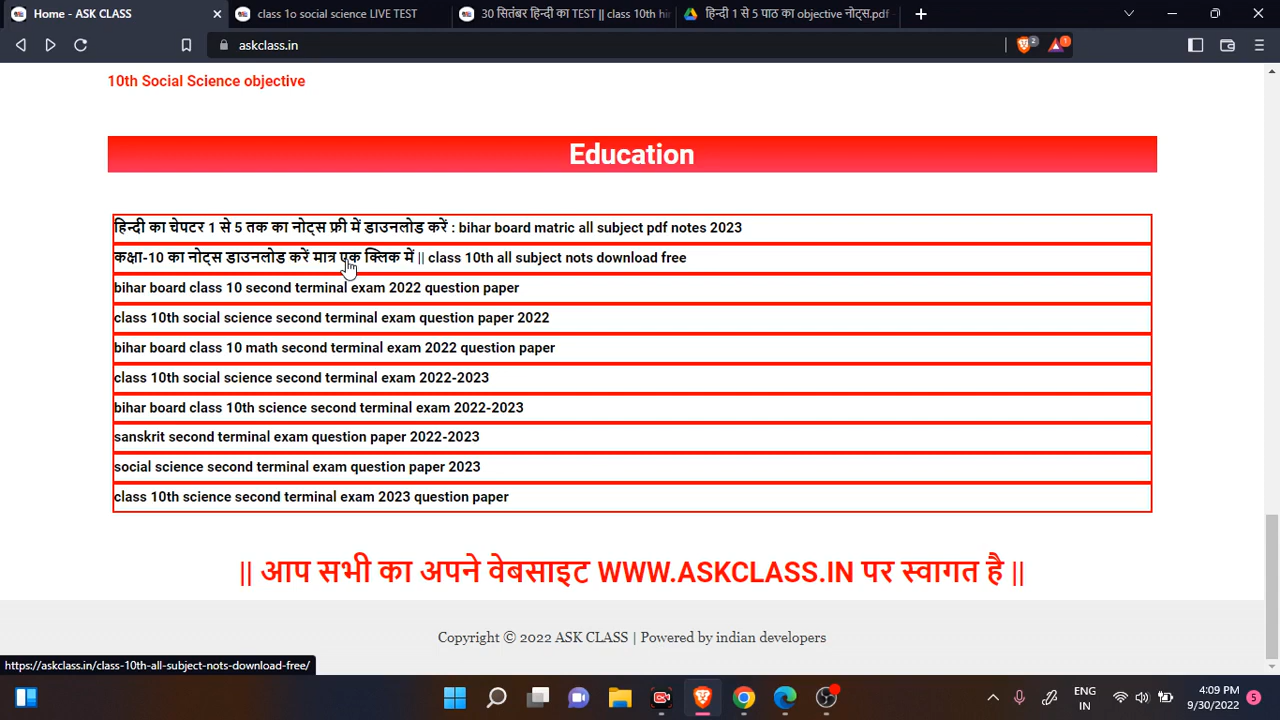 Home - ASK CLASS
class 1o social science LIVE TEST
30 सितंबर हिन्दी का TEST || class 10th hi
हिन्दी 1 से 5 पाठ का objective नोट्स.pdf -
askclass.in
2
1
10th Social Science objective
Education
हिन्दी का चेपटर 1 से 5 तक का नोट्स फ्री में डाउनलोड करें : bihar board matric all subject pdf notes 2023
कक्षा-10 का नोट्स डाउनलोड करें मात्र एक क्लिक में || class 10th all subject nots download free
bihar board class 10 second terminal exam 2022 question paper
class 10th social science second terminal exam question paper 2022
bihar board class 10 math second terminal exam 2022 question paper
class 10th social science second terminal exam 2022-2023
bihar board class 10th science second terminal exam 2022-2023
sanskrit second terminal exam question paper 2022-2023
social science second terminal exam question paper 2023
class 10th science second terminal exam 2023 question paper
|| आप सभी का अपने वेबसाइट WWW.ASKCLASS.IN पर स्वागत है ||
Copyright © 2022 ASK CLASS | Powered by indian developers
https://askclass.in/class-10th-all-subject-nots-download-free/
ENG
IN
4:09 PM
9/30/2022
5